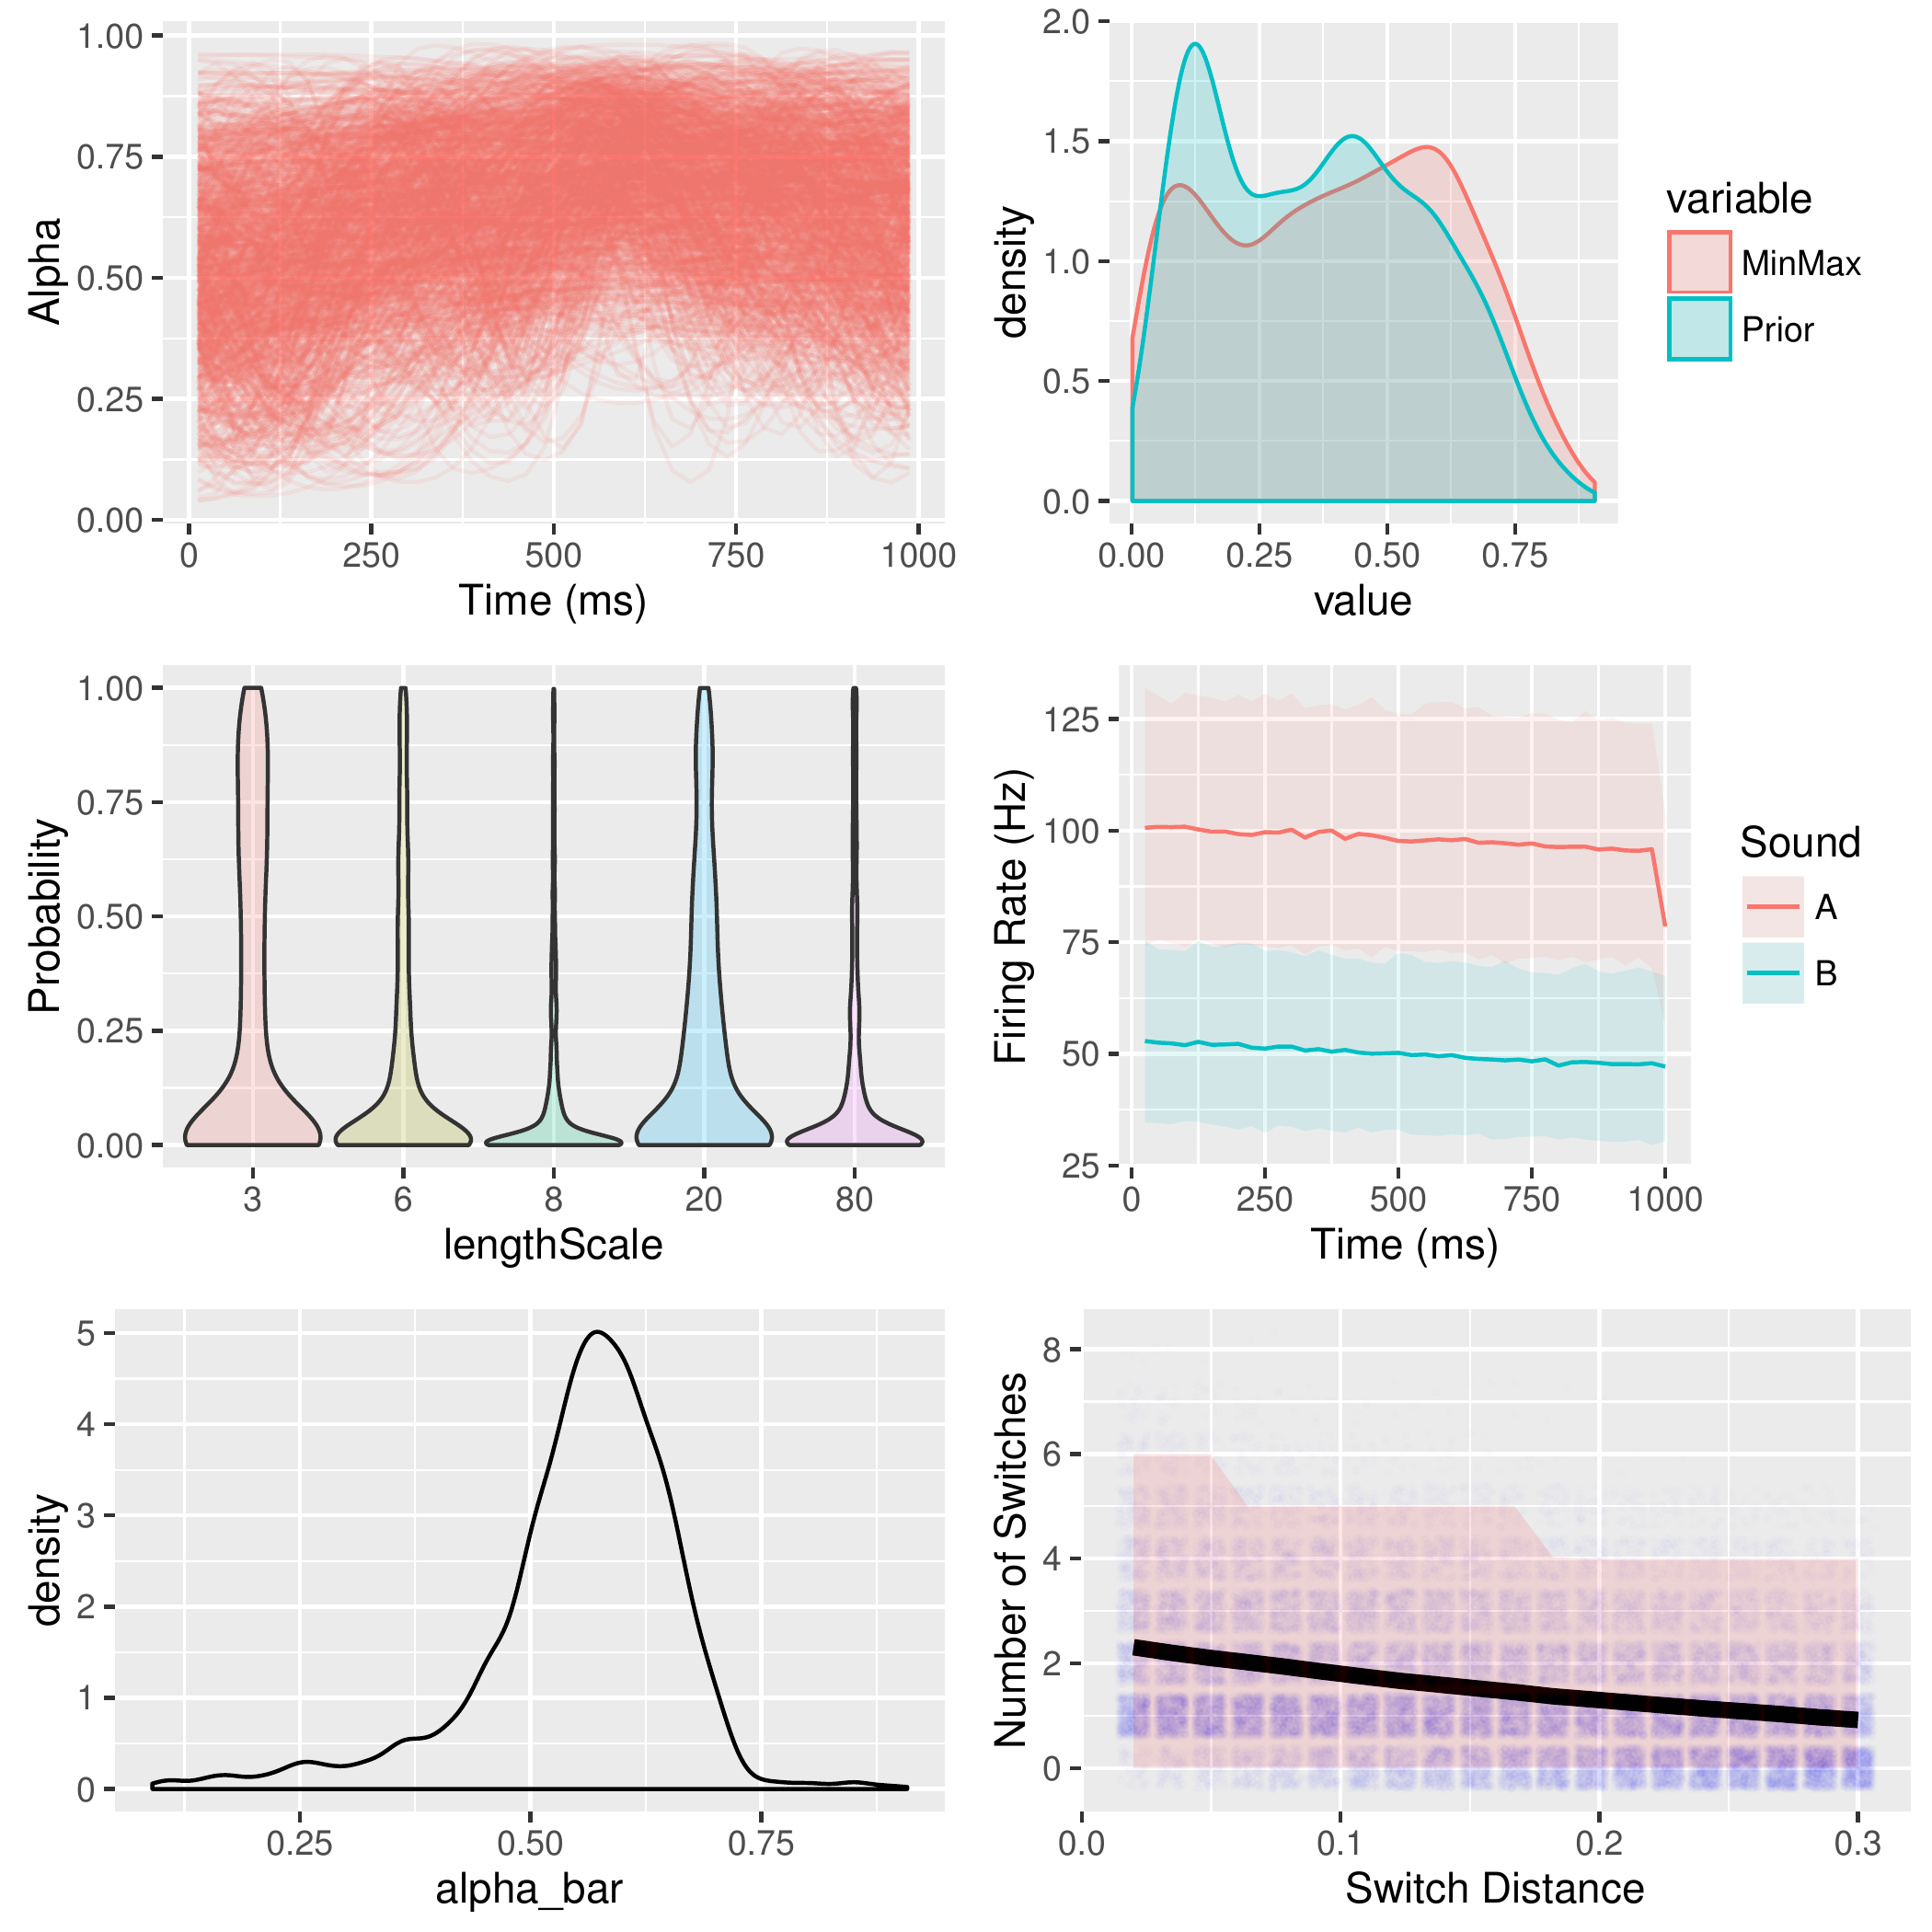 1.00
0.75
0.50
0.25
0.00
Alpha
0 250 500 750 1000
Time (ms)
2.0
1.5
1.0
0.5
0.0
density
0.00 0.25 0.50 0.75
value
variable
MinMax
Prior
1.00
0.75
0.50
0.25
0.00
Probability
3 6 8 20 80
lengthScale
125
100
75
50
25
Firing Rate (Hz)
0 250 500 750 1000
Time (ms)
Sound
A
B
5
4
3
2
1
0
density
0.25 0.50 0.75
alpha_bar
8
6
4
2
0
Number of Switches
0.0 0.1 0.2 0.3
Switch Distance